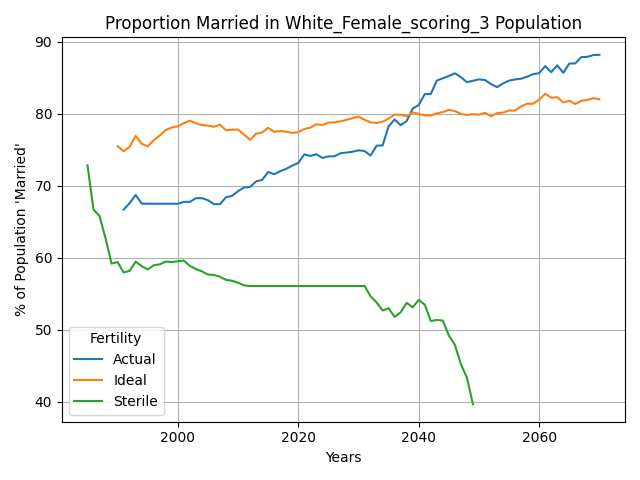 Proportion Married in White_Female_scoring_3 Population
% of Population 'Married'
90
80
70
60
50
40
Fertility
Actual
Ideal
Sterile
2000 2020 2040 2060
Years